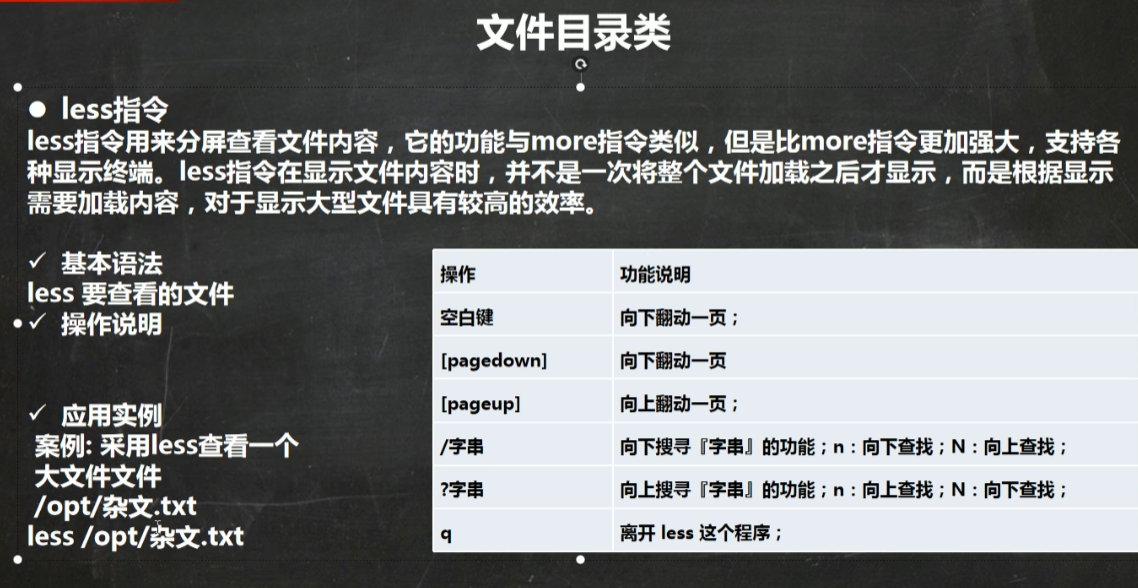 文件目录类
● less指令
less指令用来分屏查看文件内容，它的功能与more指令类似，但是比more指令更加强大，支持各
种显示终端。less指令在显示文件内容时，并不是一次将整个文件加载之后才显示，而是根据显示
需要加载内容，对于显示大型文件具有较高的效率。
✓ 基本语法
less 要查看的文件
✓ 操作说明
✓ 应用实例
案例: 采用less查看一个
大文件文件
/opt/杂文.txt
less /opt/杂文.txt
操作 功能说明
空白键 向下翻动一页；
[pagedown] 向下翻动一页
[pageup] 向上翻动一页；
/字串 向下搜寻『字串』的功能；n：向下查找；N：向上查找；
?字串 向上搜寻『字串』的功能；n：向上查找；N：向下查找；
q 离开 less 这个程序；